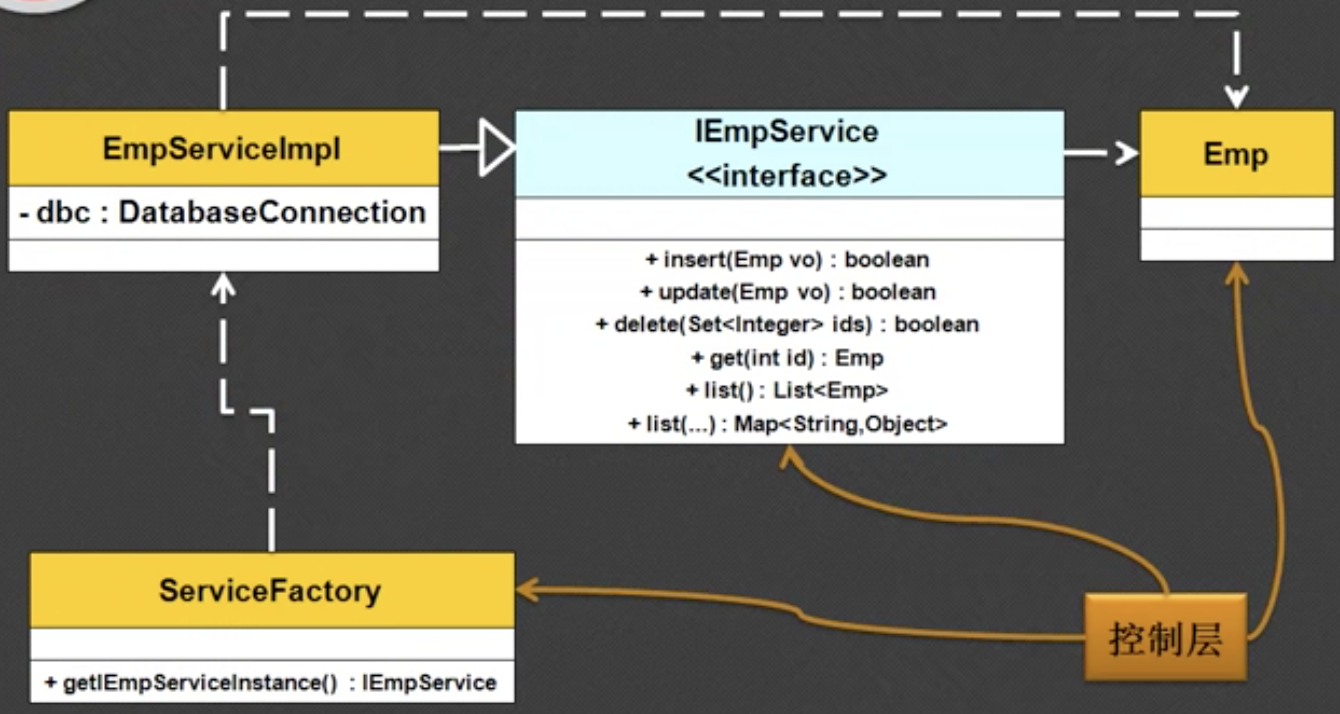 EmpServiceImpl
- dbc : DatabaseConnection
IEmpService
<<interface>>
+ insert(Emp vo) : boolean
+ update(Emp vo) : boolean
+ delete(Set<Integer> ids) : boolean
+ get(int id) : Emp
+ list() : List<Emp>
+ list(...) : Map<String,Object>
Emp
ServiceFactory
+ getIEmpServiceInstance() : IEmpService
控制层